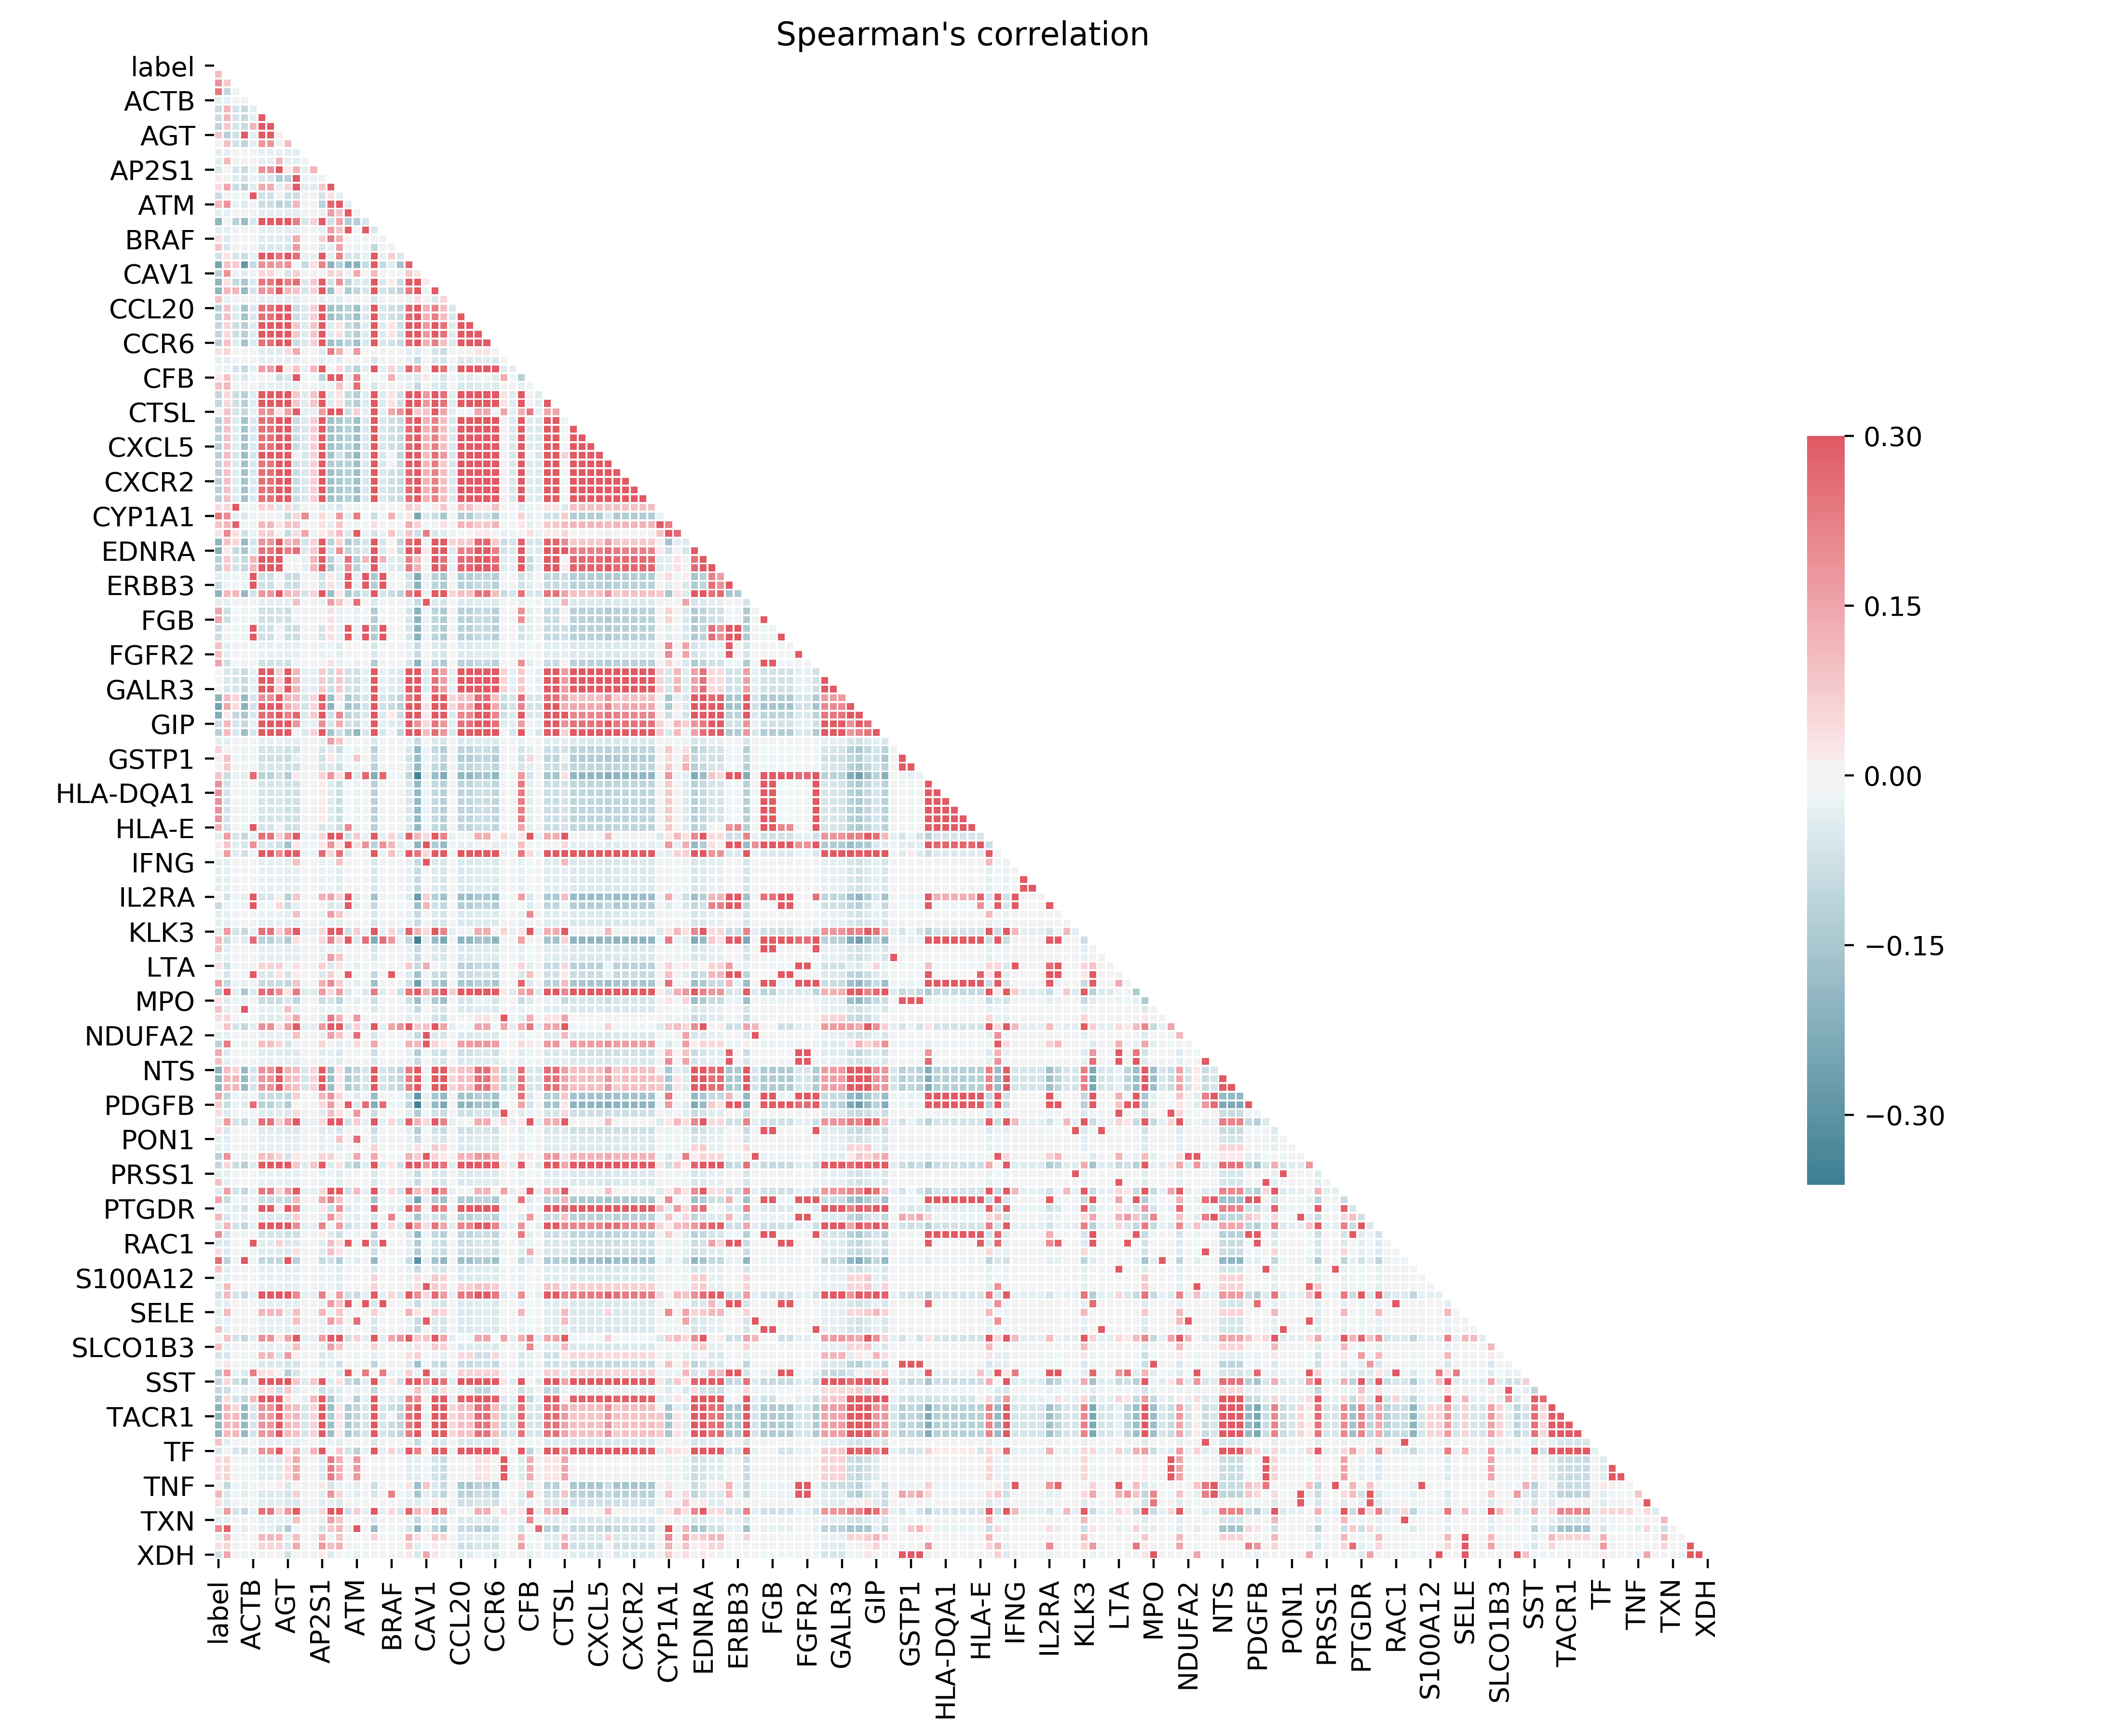 Spearman's correlation
label
ACTB
AGT
AP2S1
ATM
BRAF
CAV1
CCL20
CCR6
CFB
CTSL
CXCL5
CXCR2
CYP1A1
EDNRA
ERBB3
FGB
FGFR2
GALR3
GIP
GSTP1
HLA-DQA1
HLA-E
IFNG
IL2RA
KLK3
LTA
MPO
NDUFA2
NTS
PDGFB
PON1
PRSS1
PTGDR
RAC1
S100A12
SELE
SLCO1B3
SST
TACR1
TF
TNF
TXN
XDH
label
ACTB
AGT
AP2S1
ATM
BRAF
CAV1
CCL20
CCR6
CFB
CTSL
CXCL5
CXCR2
CYP1A1
EDNRA
ERBB3
FGB
FGFR2
GALR3
GIP
GSTP1
HLA-DQA1
HLA-E
IFNG
IL2RA
KLK3
LTA
MPO
NDUFA2
NTS
PDGFB
PON1
PRSS1
PTGDR
RAC1
S100A12
SELE
SLCO1B3
SST
TACR1
TF
TNF
TXN
XDH
0.30
0.15
0.00
−0.15
−0.30